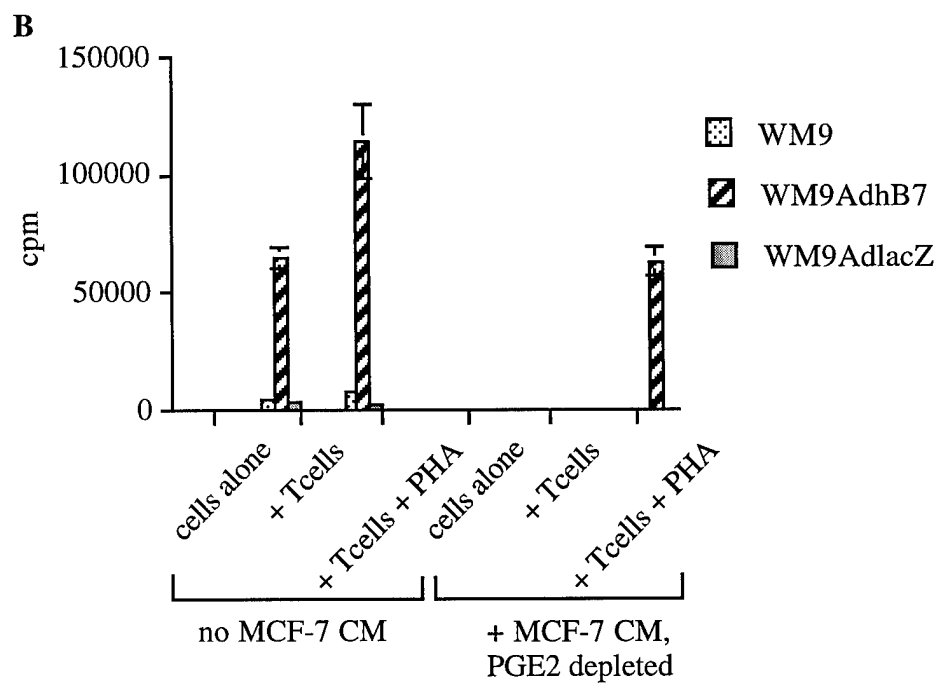 B
150000
100000
50000
0
cpm
WM9
WM9AdhB7
WM9AdlacZ
cells alone
+ Tcells
+ Tcells + PHA
cells alone
+ Tcells
+ Tcells + PHA
no MCF-7 CM
+ MCF-7 CM,
PGE2 depleted